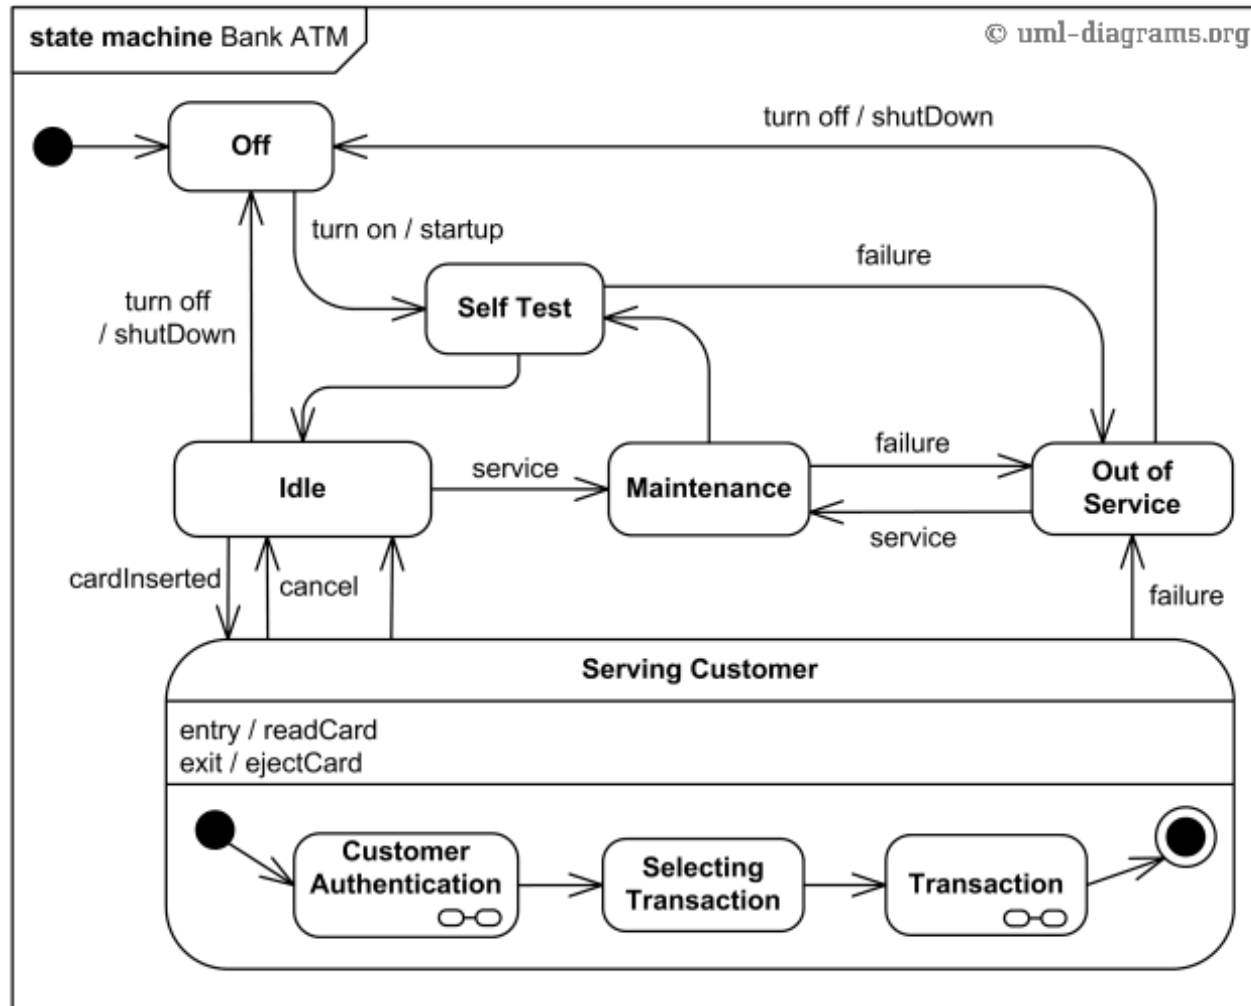 state machine Bank ATM
© uml-diagrams.org
turn off / shutDown
Off
turn on / startup
failure
turn off
/ shutDown
Self Test
Idle
service
Maintenance
failure
service
Out of
Service
cardInserted
cancel
failure
Serving Customer
entry / readCard
exit / ejectCard
Customer
Authentication
Selecting
Transaction
Transaction